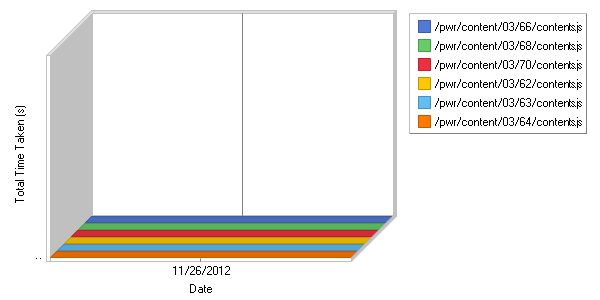 Total Time Taken (s)
/pwr/content/03/66/contents.js
/pwr/content/03/68/contents.js
/pwr/content/03/70/contents.js
/pwr/content/03/62/contents.js
/pwr/content/03/63/contents.js
/pwr/content/03/64/contents.js
11/26/2012
Date